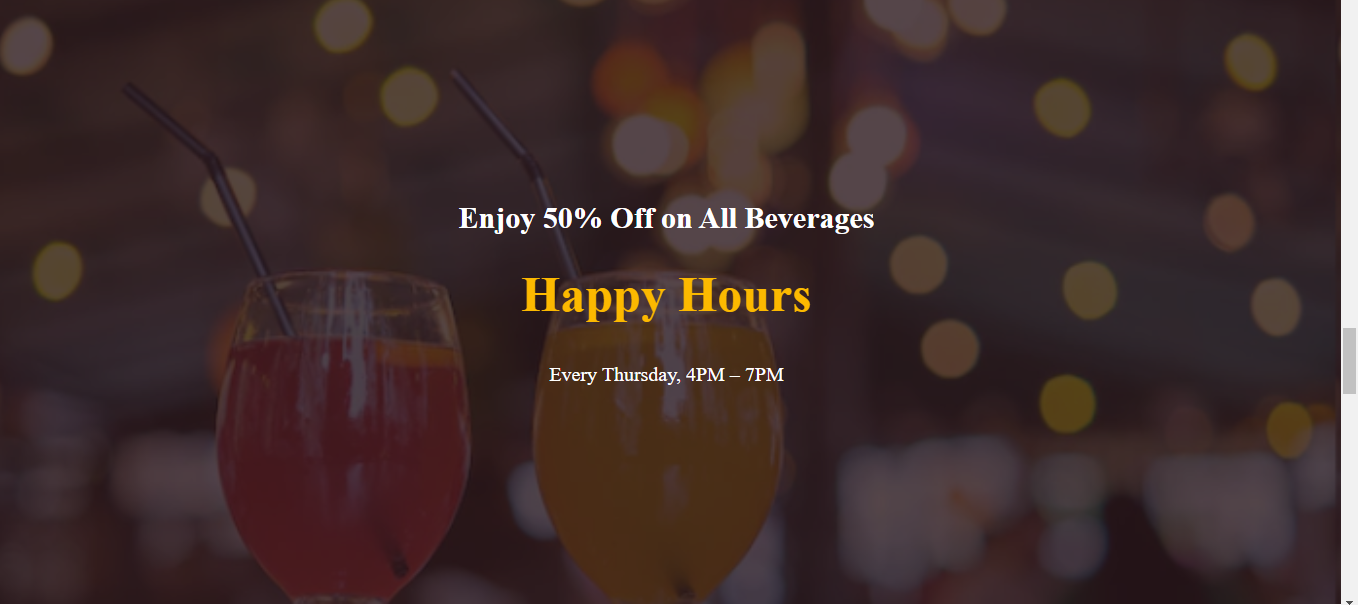 Enjoy 50% Off on All Beverages
Happy Hours
Every Thursday, 4PM – 7PM